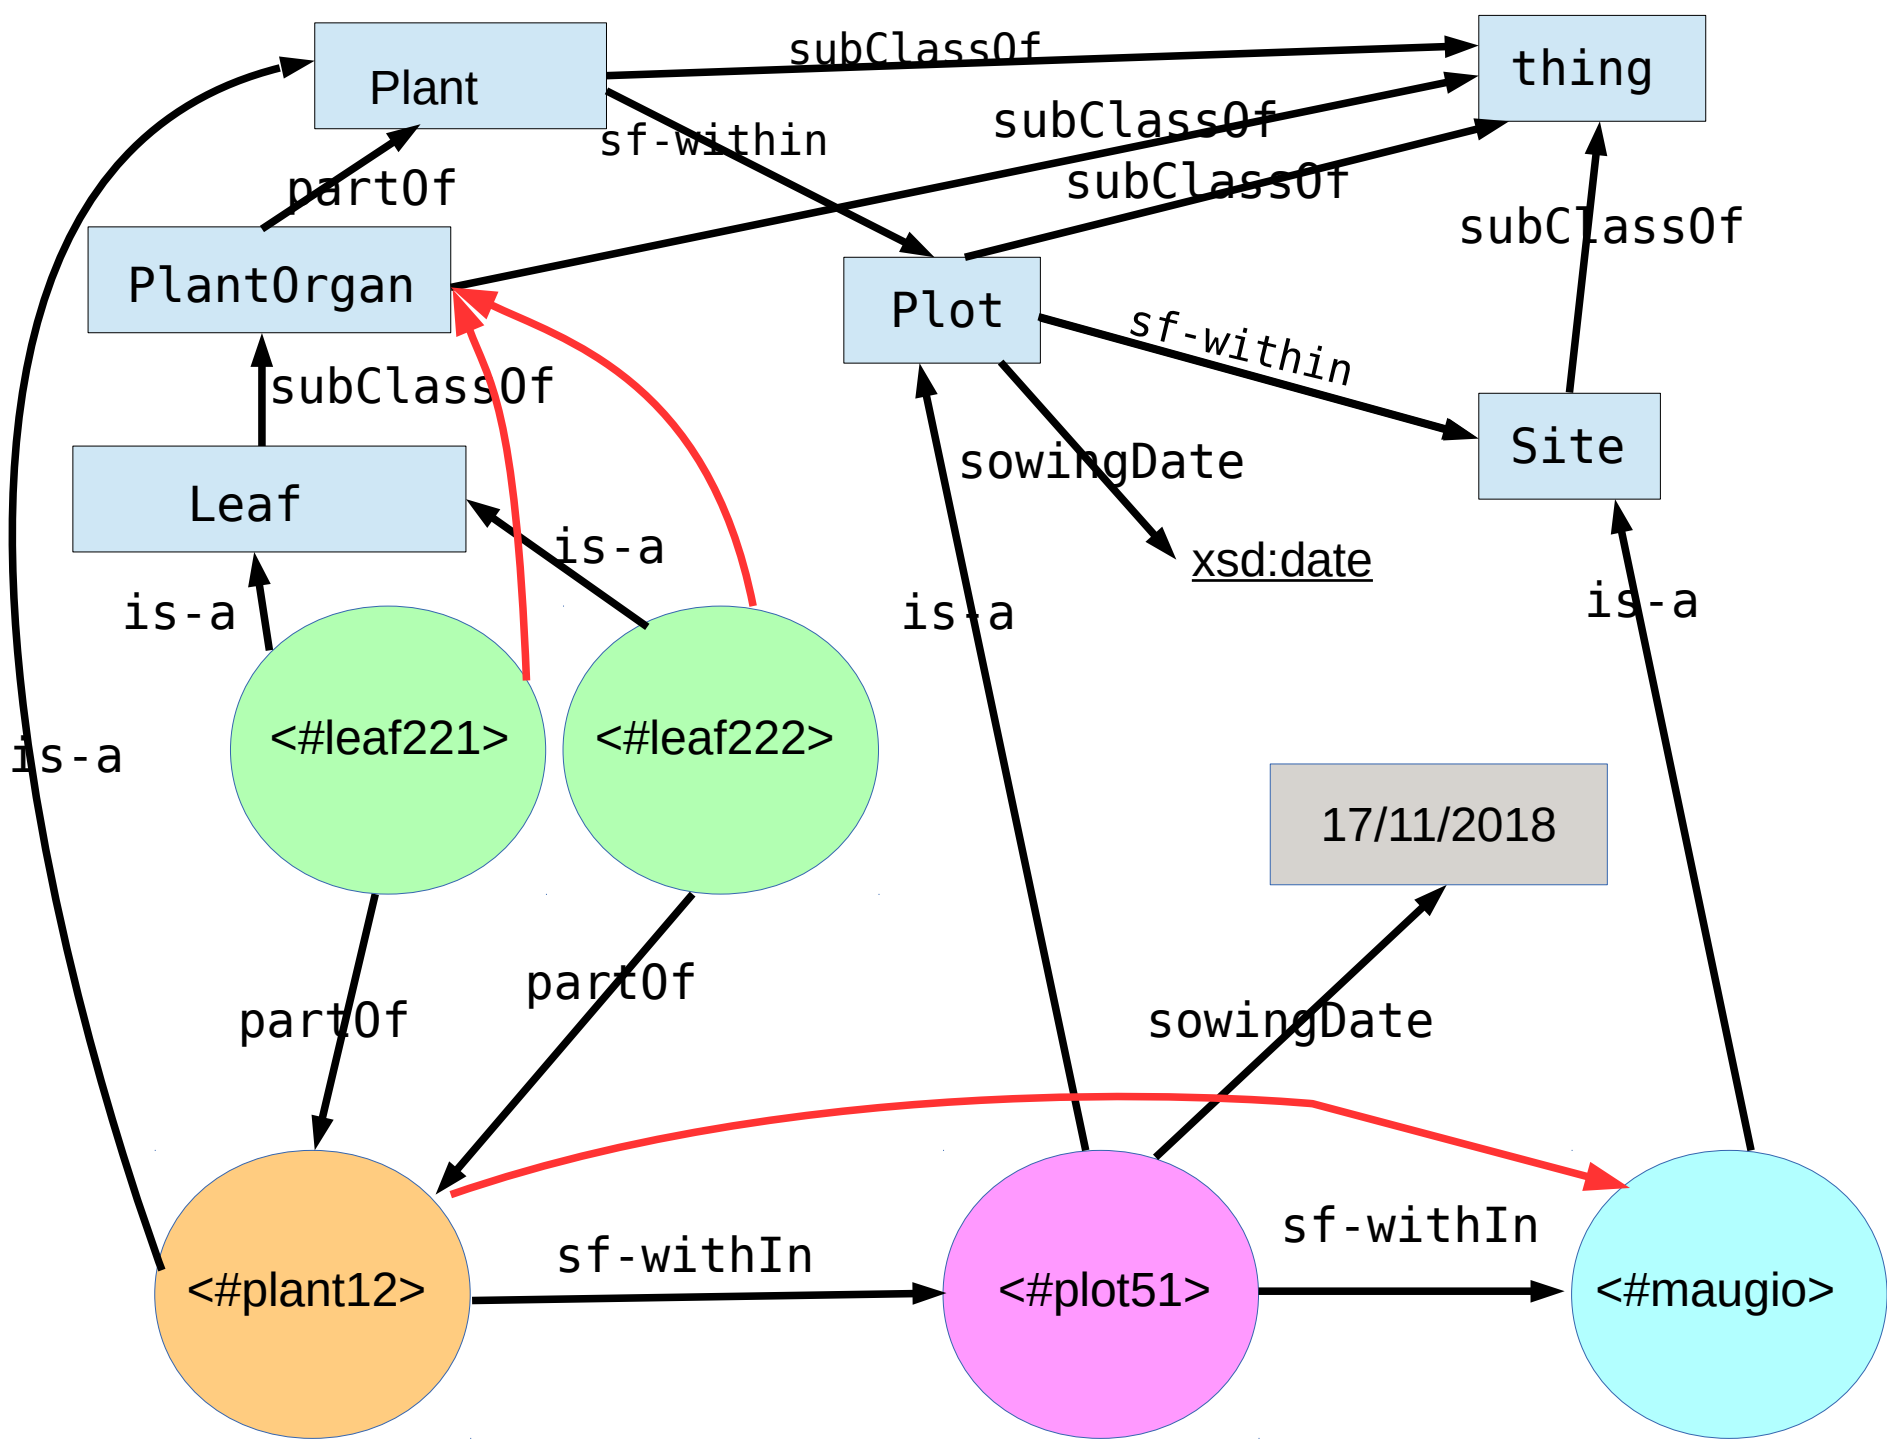 subClassOf
thing
Plant
subClassOf
sf-within
subClassOf
partOf
subClassOf
PlantOrgan
Plot
sf-within
subClassOf
Site
sowingDate
Leaf
is-a
xsd:date
is-a
is-a
is-a
<#leaf221>
<#leaf222>
is-a
17/11/2018
partOf
partOf
sowingDate
sf-withIn
sf-withIn
<#plant12>
<#plot51>
<#maugio>